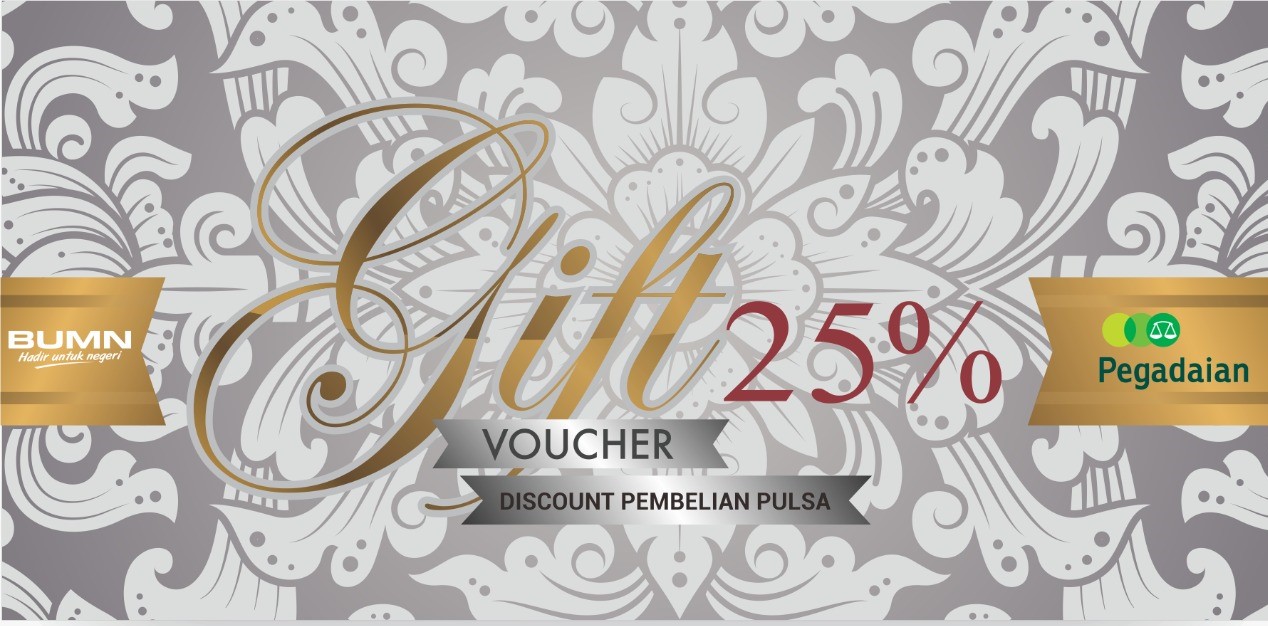 Gift 25%
VOUCHER
DISCOUNT PEMBELIAN PULSA
BUMN
Hadir untuk negeri
Pegadaian